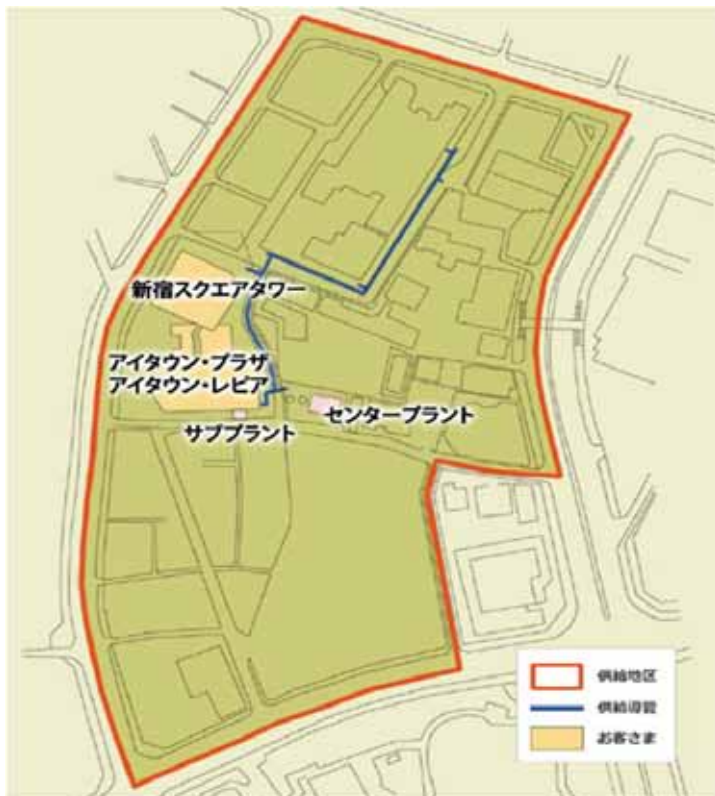 新宿スクエアタワー
アイタウン・プラザ
アイタウン・レピア
センタープラント
サブプラント
供給地区
供給導管
お客さま